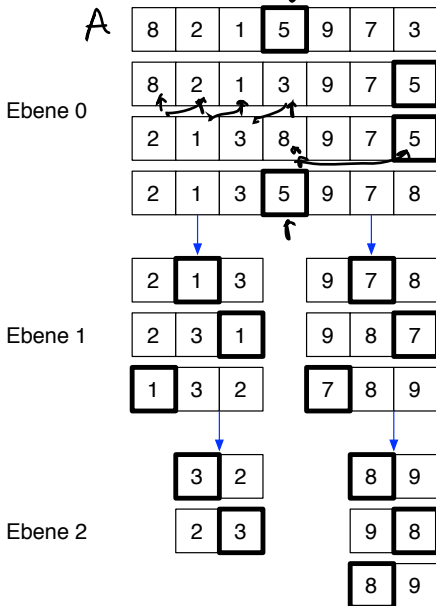 A 8 2 1 5 9 7 3
8 2 1 3 9 7 5
Ebene 0
2 1 3 8 9 7 5
2 1 3 5 9 7 8
2 1 3 9 7 8
Ebene 1 2 3 1 9 8 7
1 3 2 7 8 9
3 2 8 9
Ebene 2 2 3 9 8
8 9